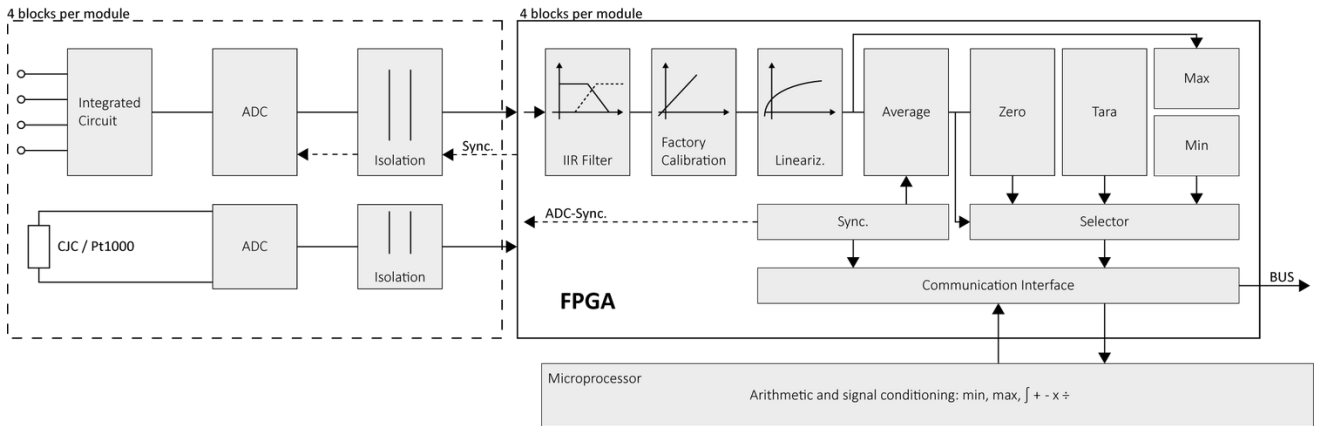 4 blocks per module
4 blocks per module
Integrated
Circuit
ADC
Isolation
Sync.
IIR Filter
Factory
Calibration
Lineariz.
Average
Zero
Tara
Max
Min
CJC / Pt1000
ADC
Isolation
ADC-Sync.
Sync.
Selector
Communication Interface
BUS
FPGA
Microprocessor
Arithmetic and signal conditioning: min, max, ∫ + - x ÷